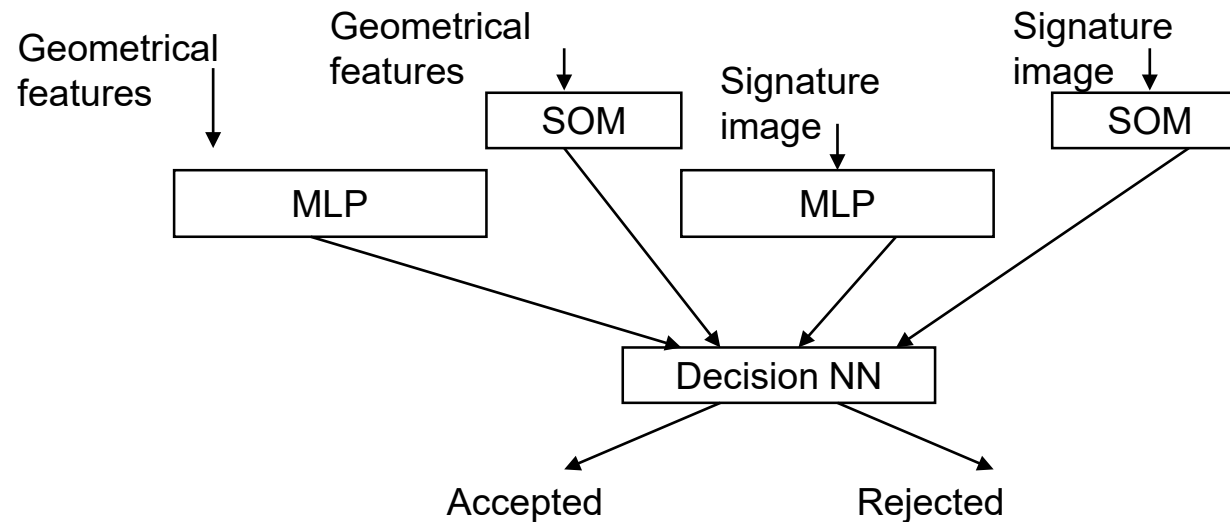 Geometrical
features
Geometrical
features
Signature
image
Signature
image
SOM
SOM
MLP
MLP
Decision NN
Accepted
Rejected